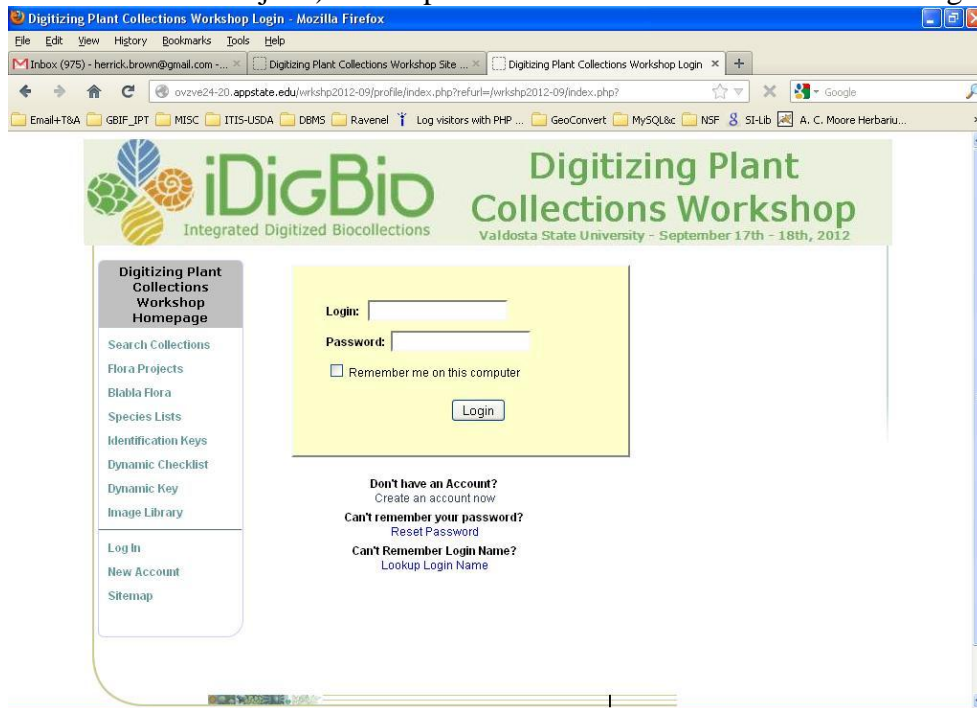 Digitizing Plant Collections Workshop Login - Mozilla Firefox
File Edit View History Bookmarks Tools Help
Inbox (975) - herrick.brown@gmail.com -... × Digitizing Plant Collections Workshop Site ... × Digitizing Plant Collections Workshop Login × +
ovzve24-20.appstate.edu/wrkshp2012-09/profile/index.php?refurl=/wrkshp2012-09/index.php? Google
Email+T&A GBIF_IPT MISC ITIS-USDA DBMS Ravenel Log visitors with PHP ... GeoConvert MySQL&c NSF SI-Lib A. C. Moore Herbariu...
iDigBio
Integrated Digitized Biocollections
Digitizing Plant
Collections Workshop
Valdosta State University - September 17th - 18th, 2012
Digitizing Plant
Collections
Workshop
Homepage
Search Collections
Flora Projects
Blabla Flora
Species Lists
Identification Keys
Dynamic Checklist
Dynamic Key
Image Library
Log In
New Account
Sitemap
Login:
Password:
Remember me on this computer
Login
Don't have an Account?
Create an account now
Can't remember your password?
Reset Password
Can't Remember Login Name?
Lookup Login Name